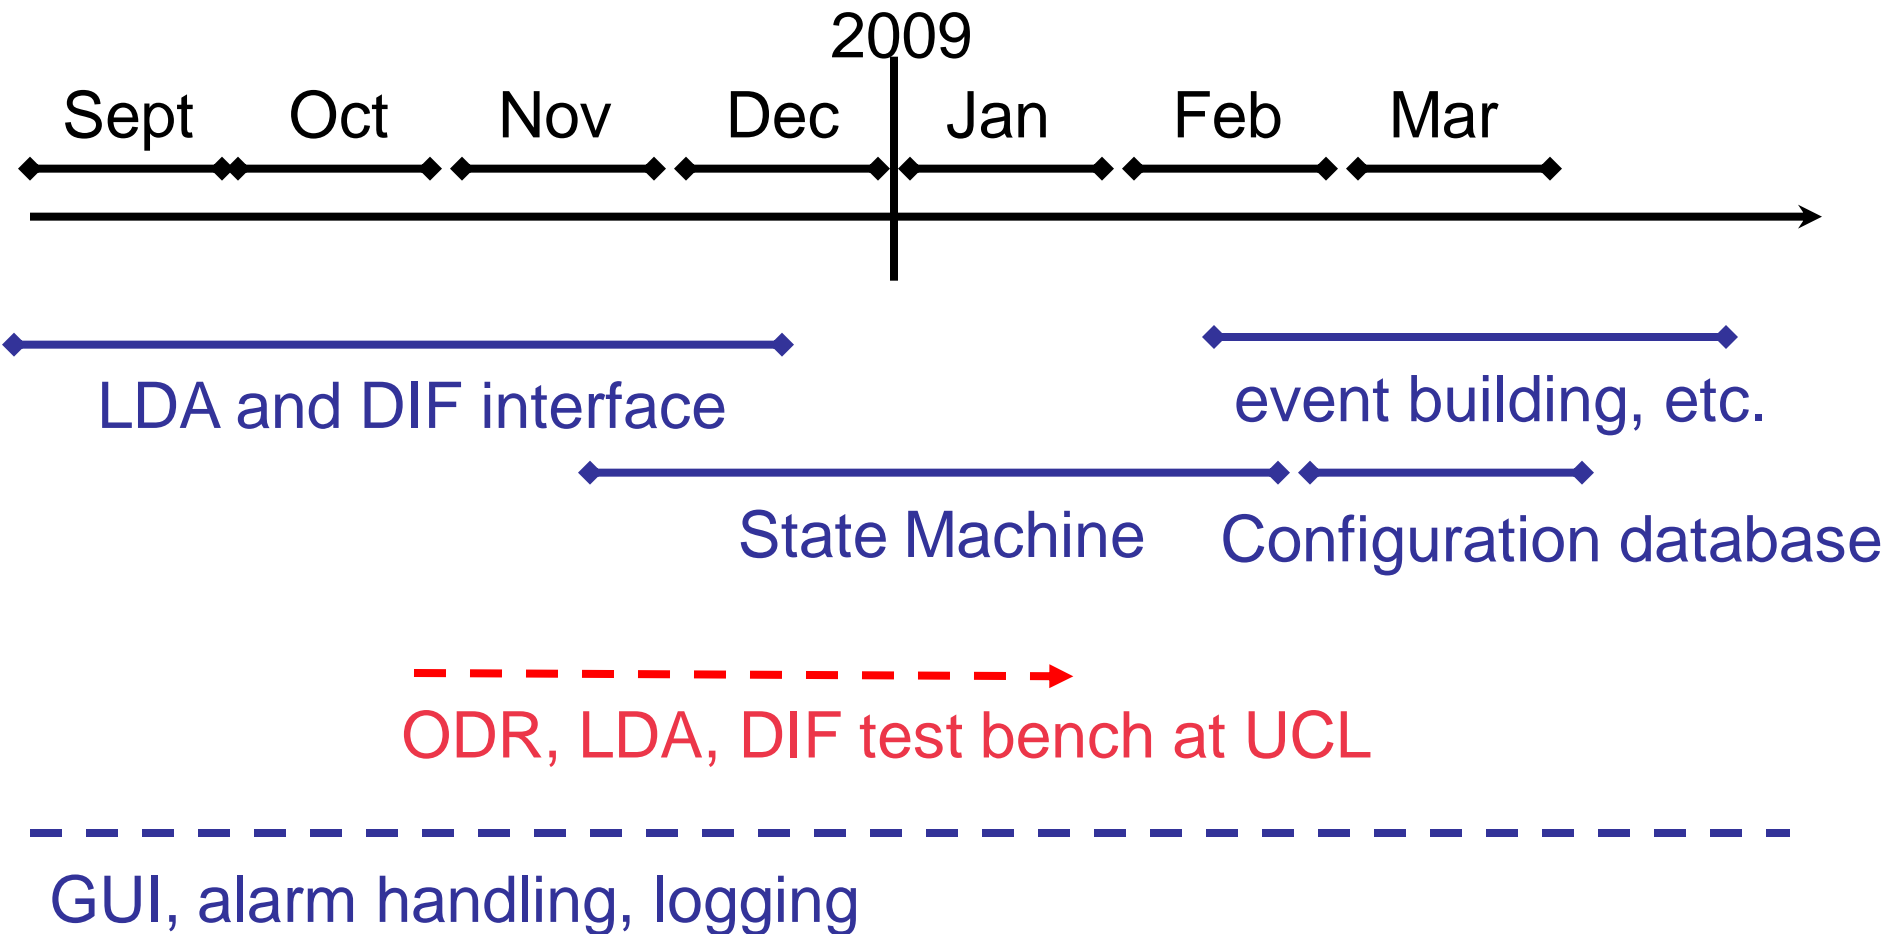 2009
Sept Oct Nov Dec Jan Feb Mar
LDA and DIF interface
event building, etc.
State Machine
Configuration database
ODR, LDA, DIF test bench at UCL
GUI, alarm handling, logging